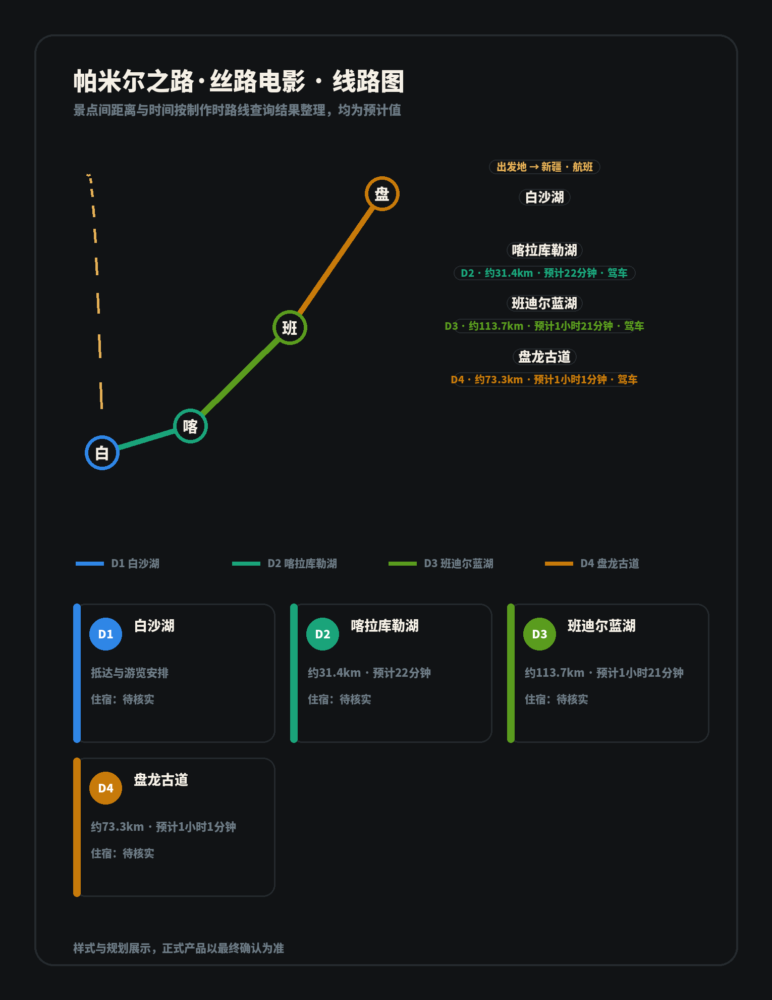 帕米尔之路·丝路电影 · 线路图
景点间距离与时间按制作时路线查询结果整理，均为预计值
出发地 → 新疆 · 航班
白沙湖
喀拉库勒湖
D2 · 约31.4km · 预计22分钟 · 驾车
班迪尔蓝湖
D3 · 约113.7km · 预计1小时21分钟 · 驾车
盘龙古道
D4 · 约73.3km · 预计1小时1分钟 · 驾车
盘
班
喀
白
D1 白沙湖
D2 喀拉库勒湖
D3 班迪尔蓝湖
D4 盘龙古道
D1
白沙湖
抵达与游览安排
住宿：待核实
D2
喀拉库勒湖
约31.4km · 预计22分钟
住宿：待核实
D3
班迪尔蓝湖
约113.7km · 预计1小时21分钟
住宿：待核实
D4
盘龙古道
约73.3km · 预计1小时1分钟
住宿：待核实
样式与规划展示，正式产品以最终确认为准